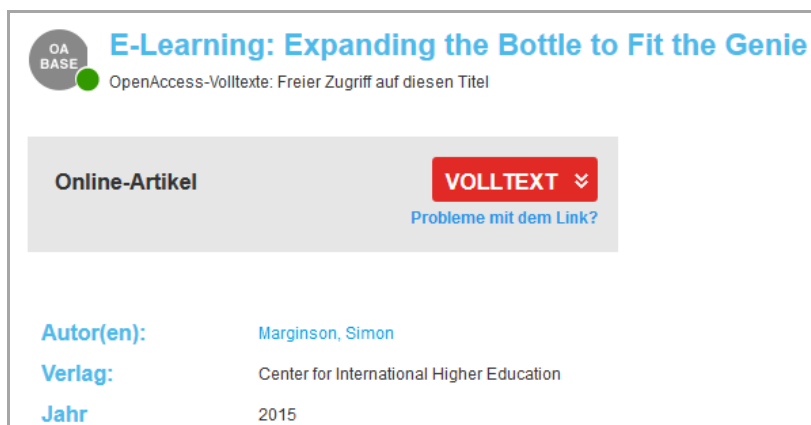 OA
BASE
E-Learning: Expanding the Bottle to Fit the Genie
OpenAccess-Volltexte: Freier Zugriff auf diesen Titel
Online-Artikel
VOLLTEXT
Probleme mit dem Link?
Autor(en): Marginson, Simon
Verlag: Center for International Higher Education
Jahr 2015